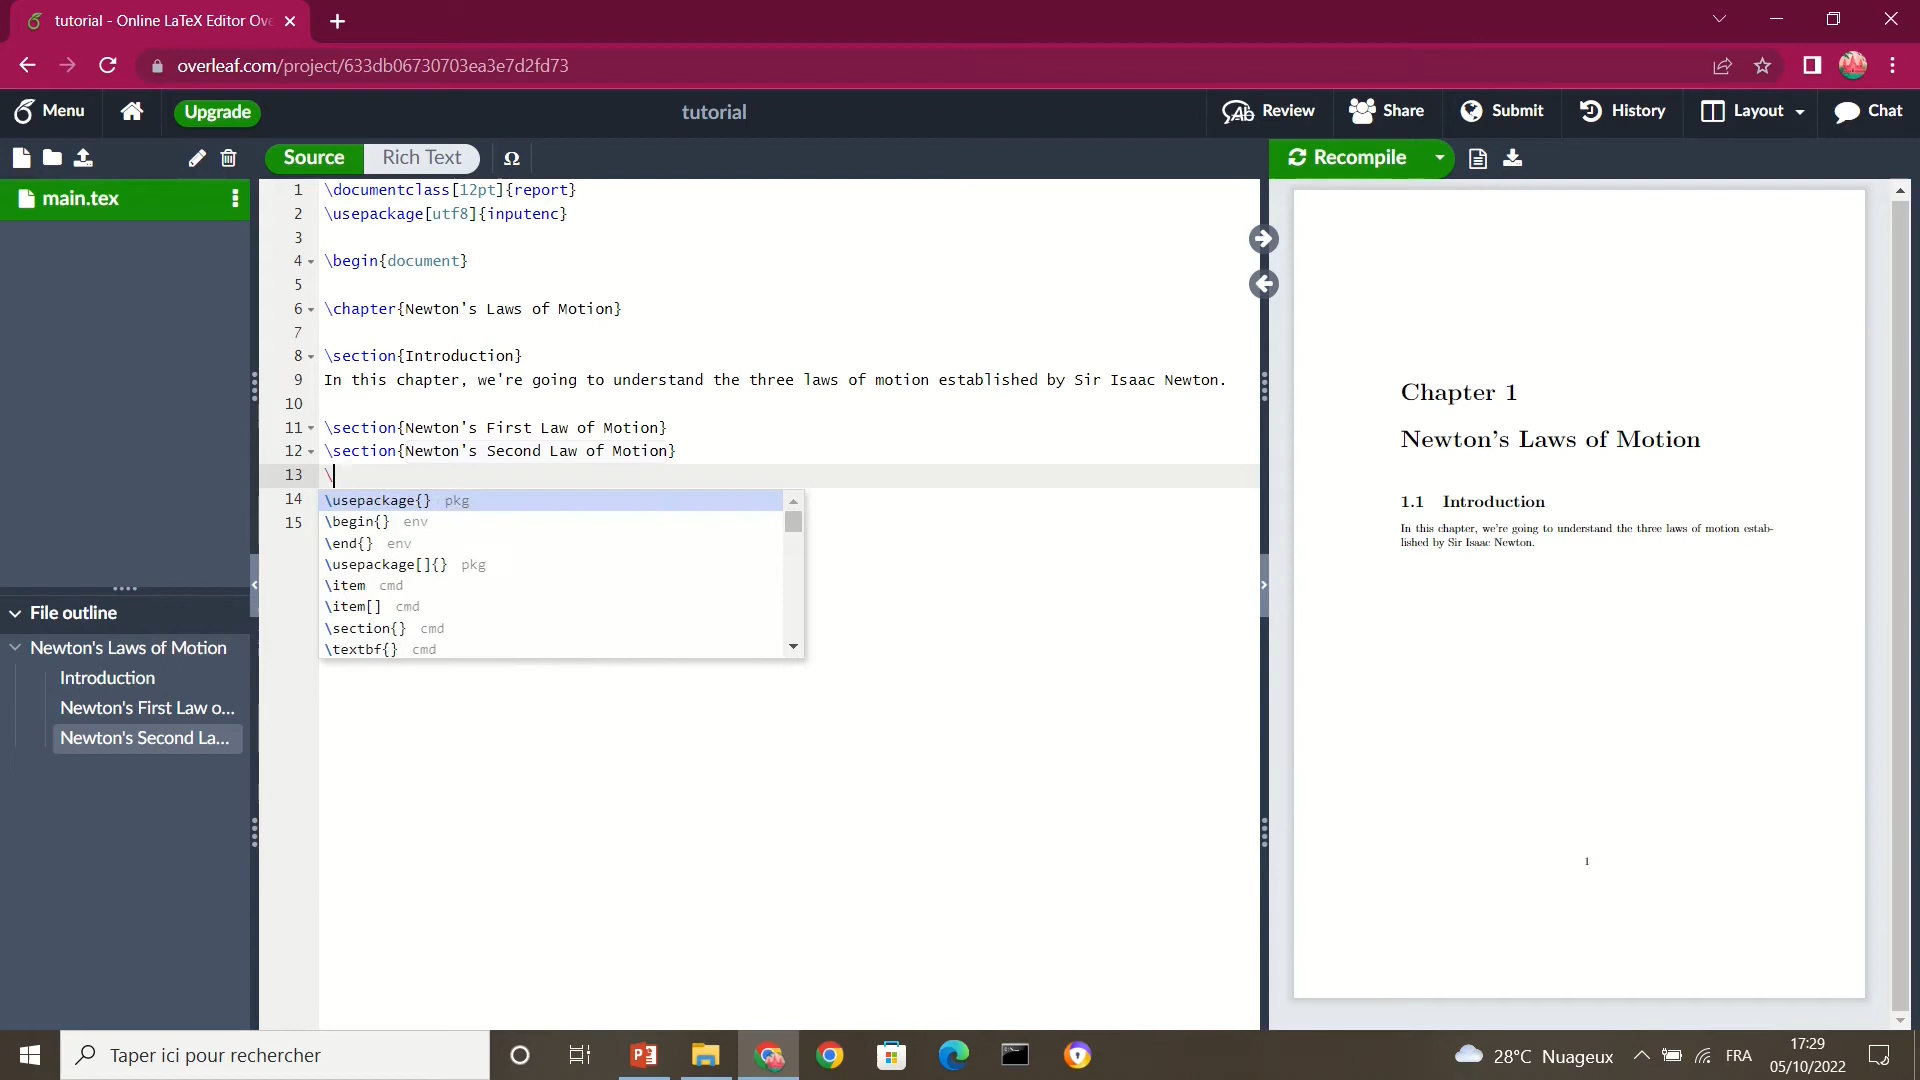 tutorial - Online LaTeX Editor Ov
overleaf.com/project/633db06730703ea3e7d2fd73
Menu
Upgrade
tutorial
Review
Share
Submit
History
Layout
Chat
Source
Rich Text
Ω
Recompile
main.tex
1 \documentclass[12pt]{report}
2 \usepackage[utf8]{inputenc}
3
4 \begin{document}
5
6 \chapter{Newton's Laws of Motion}
7
8 \section{Introduction}
9 In this chapter, we're going to understand the three laws of motion established by Sir Isaac Newton.
10
11 \section{Newton's First Law of Motion}
12 \section{Newton's Second Law of Motion}
13 \
14
15
\usepackage{} pkg
\begin{} env
\end{} env
\usepackage[]{} pkg
\item cmd
\item[] cmd
\section{} cmd
\textbf{} cmd
File outline
Newton's Laws of Motion
Introduction
Newton's First Law o...
Newton's Second La...
Chapter 1
Newton's Laws of Motion
1.1 Introduction
In this chapter, we're going to understand the three laws of motion estab-
lished by Sir Isaac Newton.
1
Taper ici pour rechercher
28°C Nuageux
FRA
17:29
05/10/2022